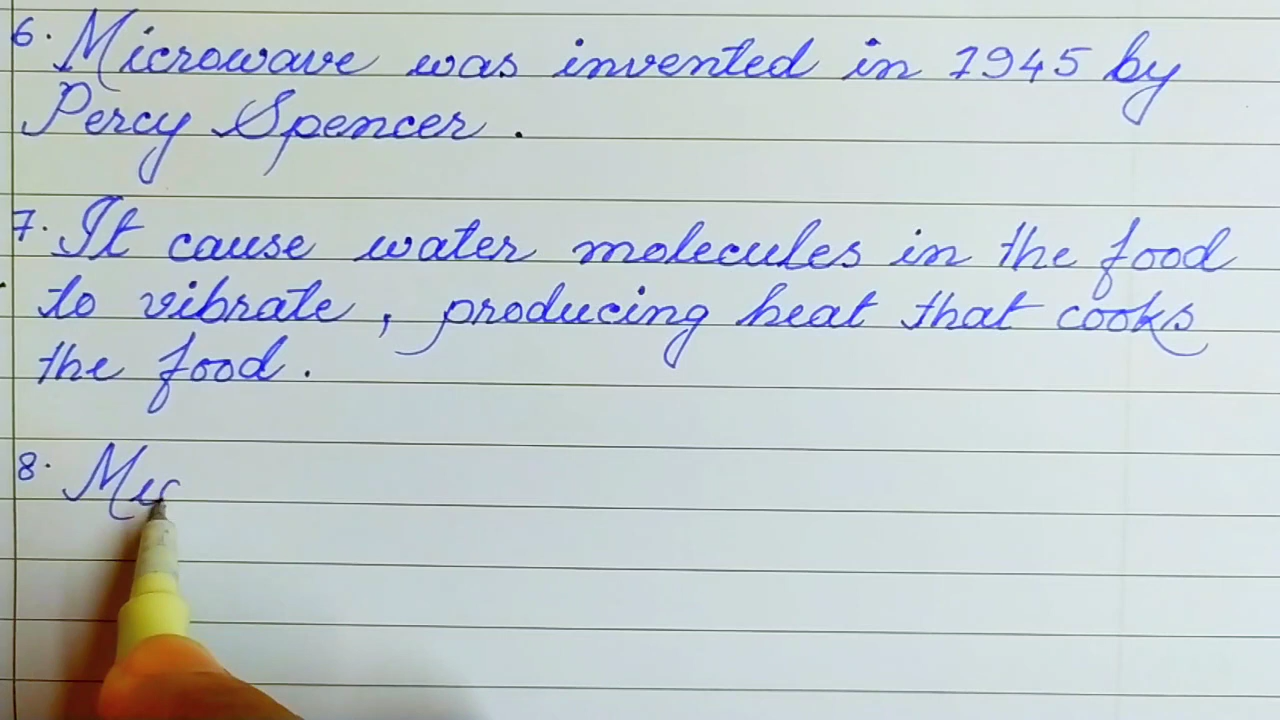 6. Microwave was invented in 1945 by
Percy Spencer.
7. It cause water molecules in the food
to vibrate, producing heat that cooks
the food.
8. Mic